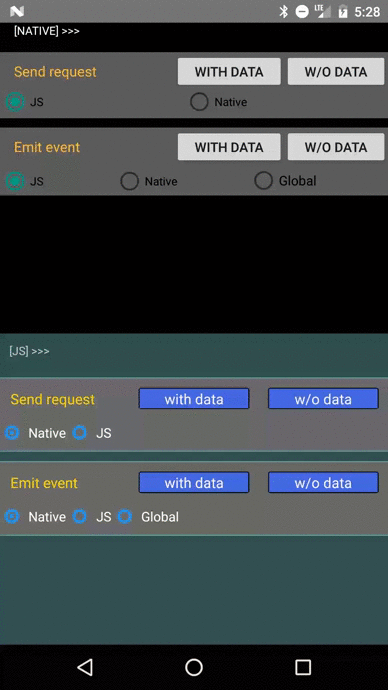 LTE 5:28
[NATIVE] >>>
Send request WITH DATA W/O DATA
JS Native
Emit event WITH DATA W/O DATA
JS Native Global
[JS] >>>
Send request with data w/o data
Native JS
Emit event with data w/o data
Native JS Global